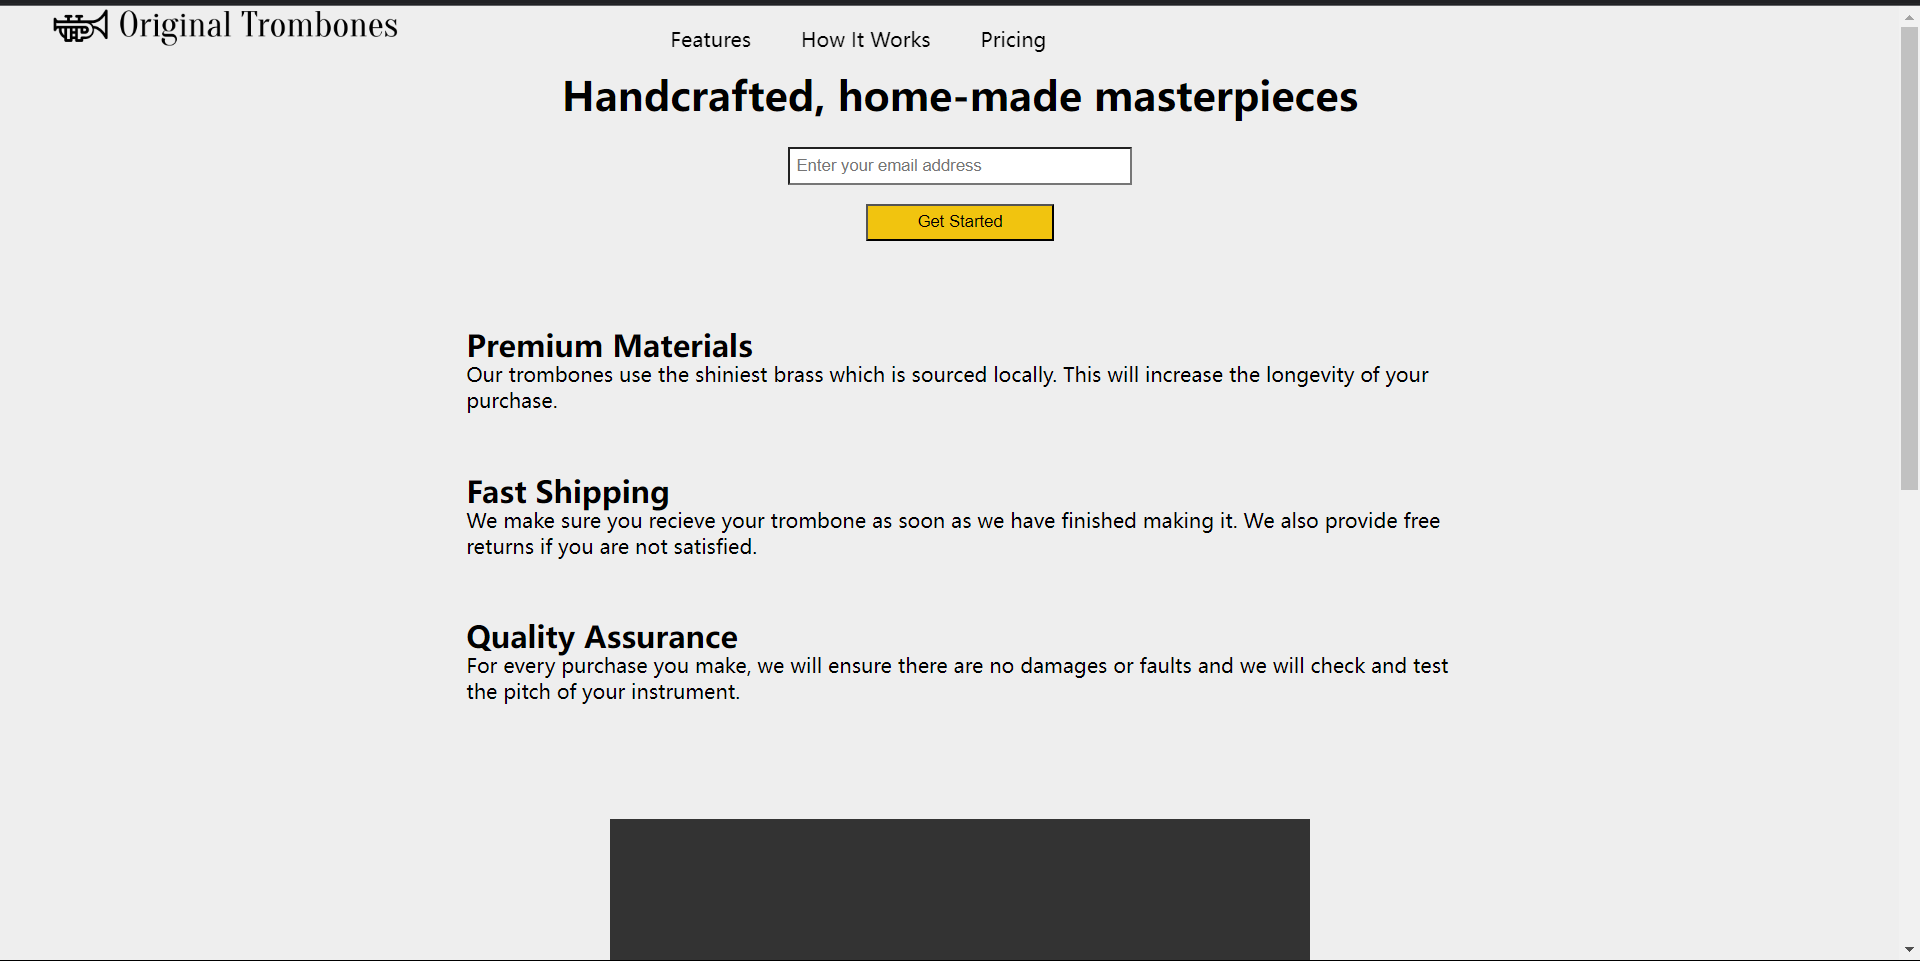 Original Trombones
Features How It Works Pricing
Handcrafted, home-made masterpieces
Enter your email address
Get Started
Premium Materials
Our trombones use the shiniest brass which is sourced locally. This will increase the longevity of your
purchase.
Fast Shipping
We make sure you recieve your trombone as soon as we have finished making it. We also provide free
returns if you are not satisfied.
Quality Assurance
For every purchase you make, we will ensure there are no damages or faults and we will check and test
the pitch of your instrument.